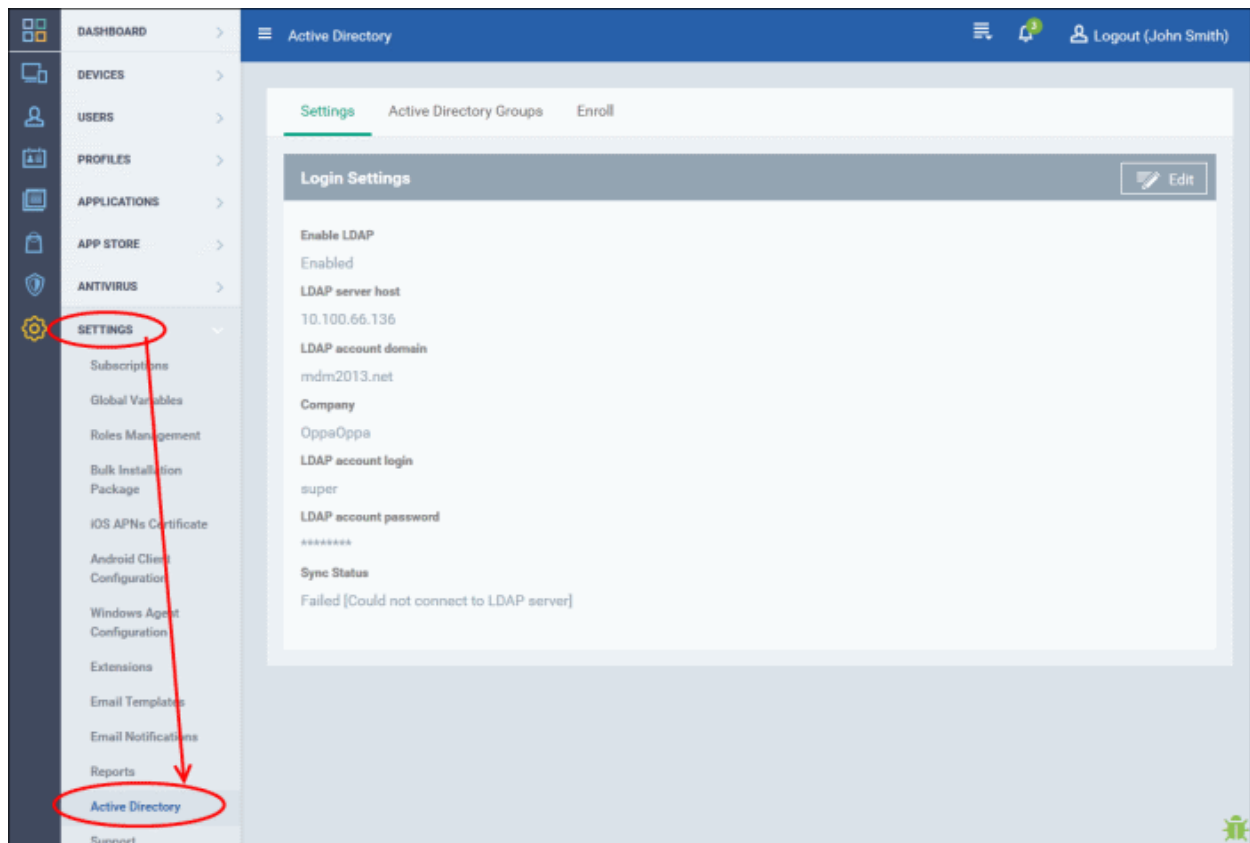 DASHBOARD
Active Directory
3
Logout (John Smith)
DEVICES
USERS
PROFILES
APPLICATIONS
APP STORE
ANTIVIRUS
SETTINGS
Subscriptions
Global Variables
Roles Management
Bulk Installation
Package
iOS APNs Certificate
Android Client
Configuration
Windows Agent
Configuration
Extensions
Email Templates
Email Notifications
Reports
Active Directory
Support
Settings
Active Directory Groups
Enroll
Login Settings
Edit
Enable LDAP
Enabled
LDAP server host
10.100.66.136
LDAP account domain
mdm2013.net
Company
OppaOppa
LDAP account login
super
LDAP account password
********
Sync Status
Failed [Could not connect to LDAP server]